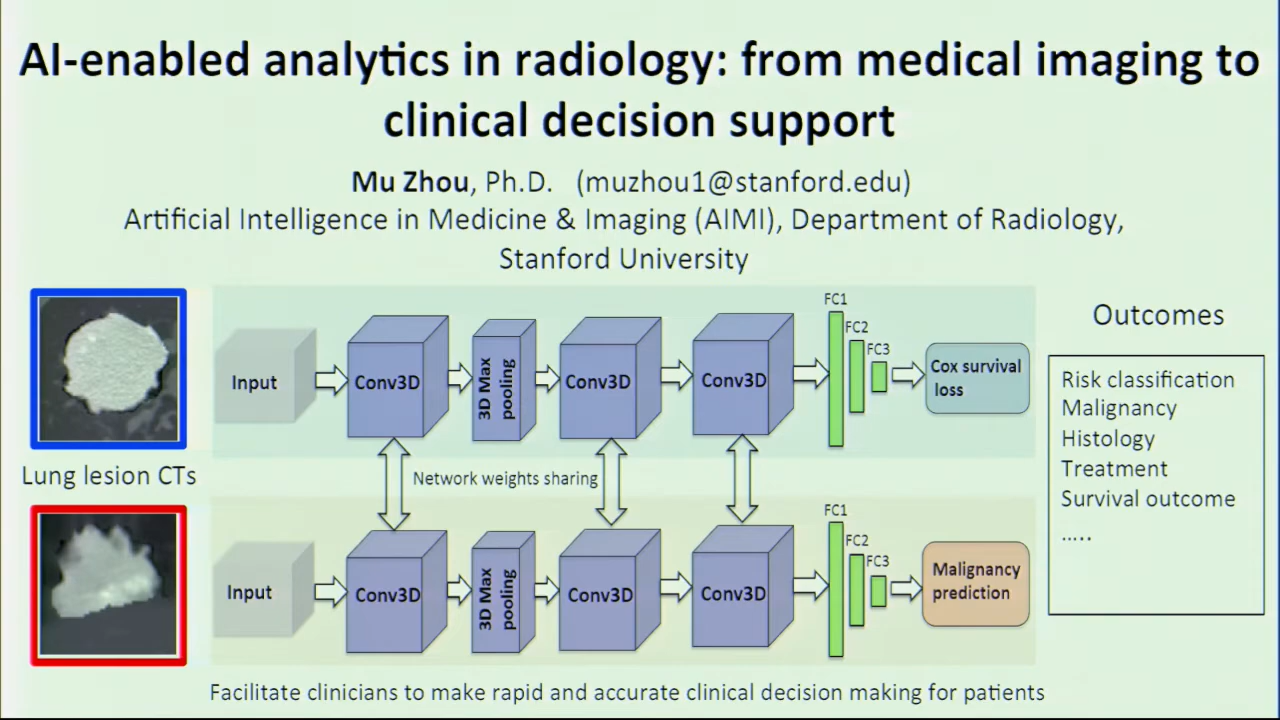 AI-enabled analytics in radiology: from medical imaging to
clinical decision support
Mu Zhou, Ph.D. (muzhou1@stanford.edu)
Artificial Intelligence in Medicine & Imaging (AIMI), Department of Radiology,
Stanford University
Lung lesion CTs
Input
Conv3D
3D Max
pooling
Conv3D
Conv3D
FC1
FC2
FC3
Cox survival
loss
Network weights sharing
Input
Conv3D
3D Max
pooling
Conv3D
Conv3D
FC1
FC2
FC3
Malignancy
prediction
Outcomes
Risk classification
Malignancy
Histology
Treatment
Survival outcome
.....
Facilitate clinicians to make rapid and accurate clinical decision making for patients